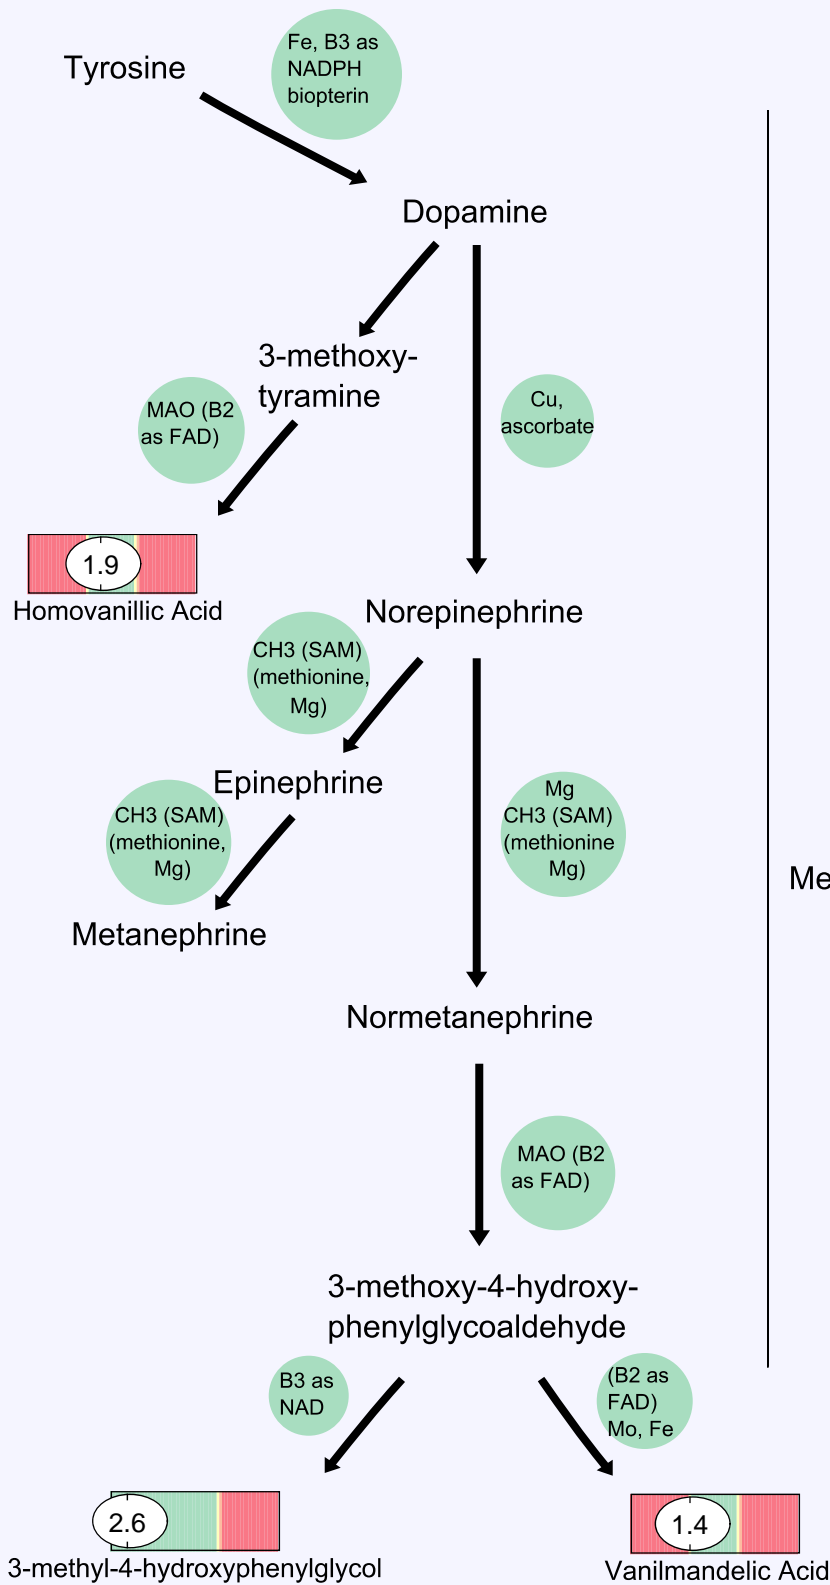 Tyrosine
Fe, B3 as
NADPH
biopterin
Dopamine
3-methoxy-
tyramine
MAO (B2
as FAD)
Cu,
ascorbate
1.9
Homovanillic Acid
Norepinephrine
CH3 (SAM)
(methionine,
Mg)
Epinephrine
CH3 (SAM)
(methionine,
Mg)
Mg
CH3 (SAM)
(methionine
Mg)
Me
Metanephrine
Normetanephrine
MAO (B2
as FAD)
3-methoxy-4-hydroxy-
phenylglycoaldehyde
B3 as
NAD
(B2 as
FAD)
Mo, Fe
2.6
3-methyl-4-hydroxyphenylglycol
1.4
Vanilmandelic Acid